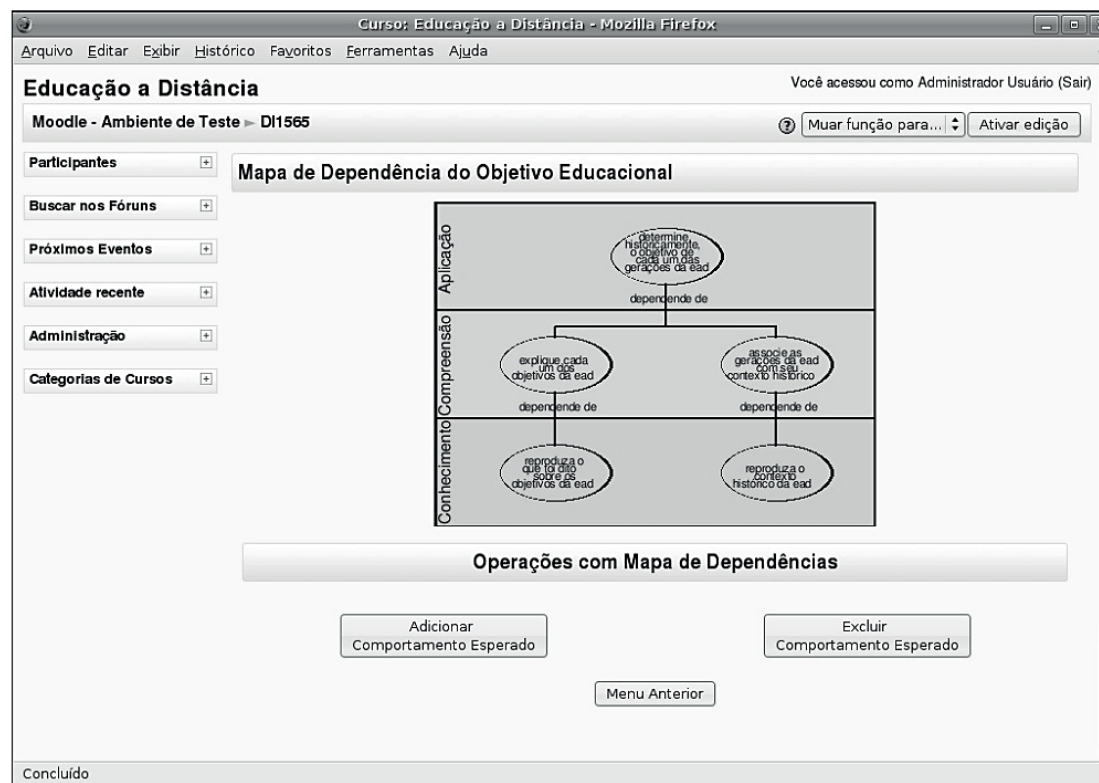 Curso: Educação a Distância - Mozilla Firefox
Arquivo Editar Exibir Histórico Favoritos Ferramentas Ajuda
Educação a Distância
Você acessou como Administrador Usuário (Sair)
Moodle - Ambiente de Teste ► DI1565
Muar função para...
Ativar edição
Participantes
Buscar nos Fóruns
Próximos Eventos
Atividade recente
Administração
Categorias de Cursos
Mapa de Dependência do Objetivo Educacional
Aplicação
determine,
historicamente,
o objetivo de
cada um das
gerações da ead
dependende de
Compreensão
explique cada
um dos
objetivos da ead
associe as
gerações da ead
com seu
contexto histórico
dependende de
dependende de
Conhecimento
reproduza o
que foi dito
sobre os
objetivos da ead
reproduza o
contexto
histórico da ead
Operações com Mapa de Dependências
Adicionar
Comportamento Esperado
Excluir
Comportamento Esperado
Menu Anterior
Concluído